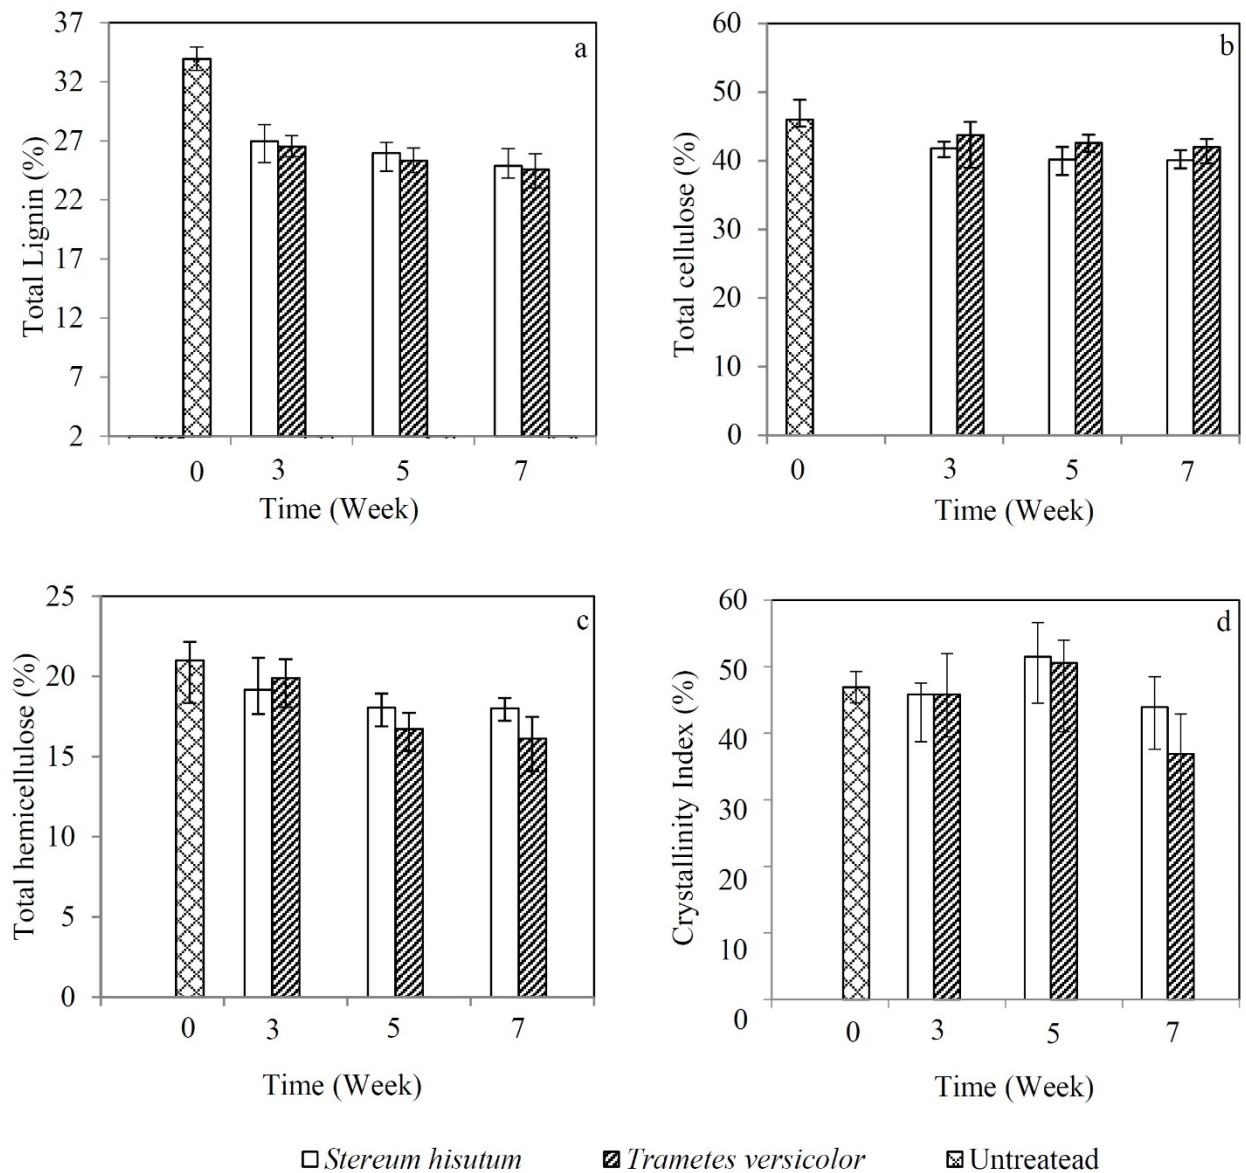 37
32
27
22
17
12
7
2
Total Lignin (%)
a
0 3 5 7
Time (Week)
60
50
40
30
20
10
0
Total cellulose (%)
b
0 3 5 7
Time (Week)
25
20
15
10
5
0
Total hemicellulose (%)
c
0 3 5 7
Time (Week)
60
50
40
30
20
10
0
Crystallinity Index (%)
d
0 3 5 7
Time (Week)
Stereum hisutum Trametes versicolor Untreatead